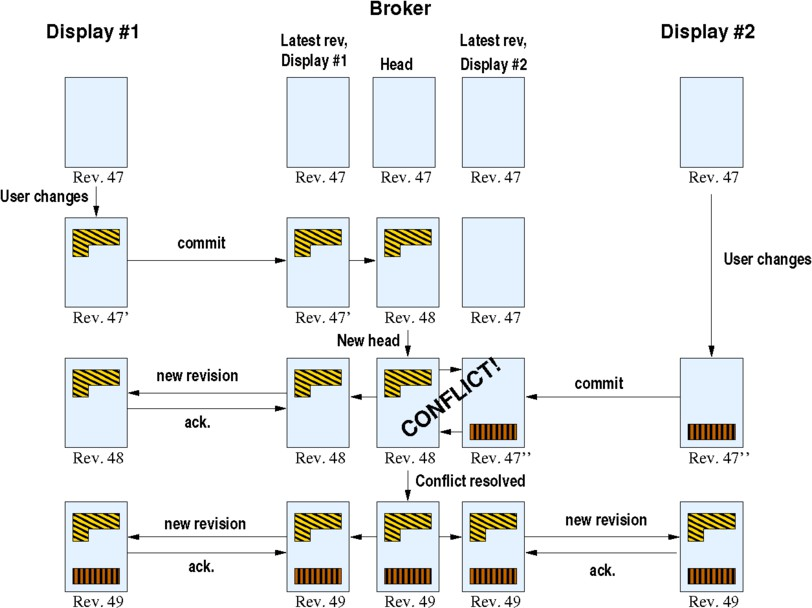 Broker
Display #1
Display #2
Latest rev,
Display #1
Head
Latest rev,
Display #2
Rev. 47
Rev. 47
Rev. 47
Rev. 47
Rev. 47
User changes
commit
User changes
Rev. 47'
Rev. 47'
Rev. 48
Rev. 47
New head
new revision
ack.
CONFLICT!
commit
Rev. 48
Rev. 48
Rev. 48
Rev. 47''
Rev. 47''
Conflict resolved
new revision
ack.
new revision
ack.
Rev. 49
Rev. 49
Rev. 49
Rev. 49
Rev. 49